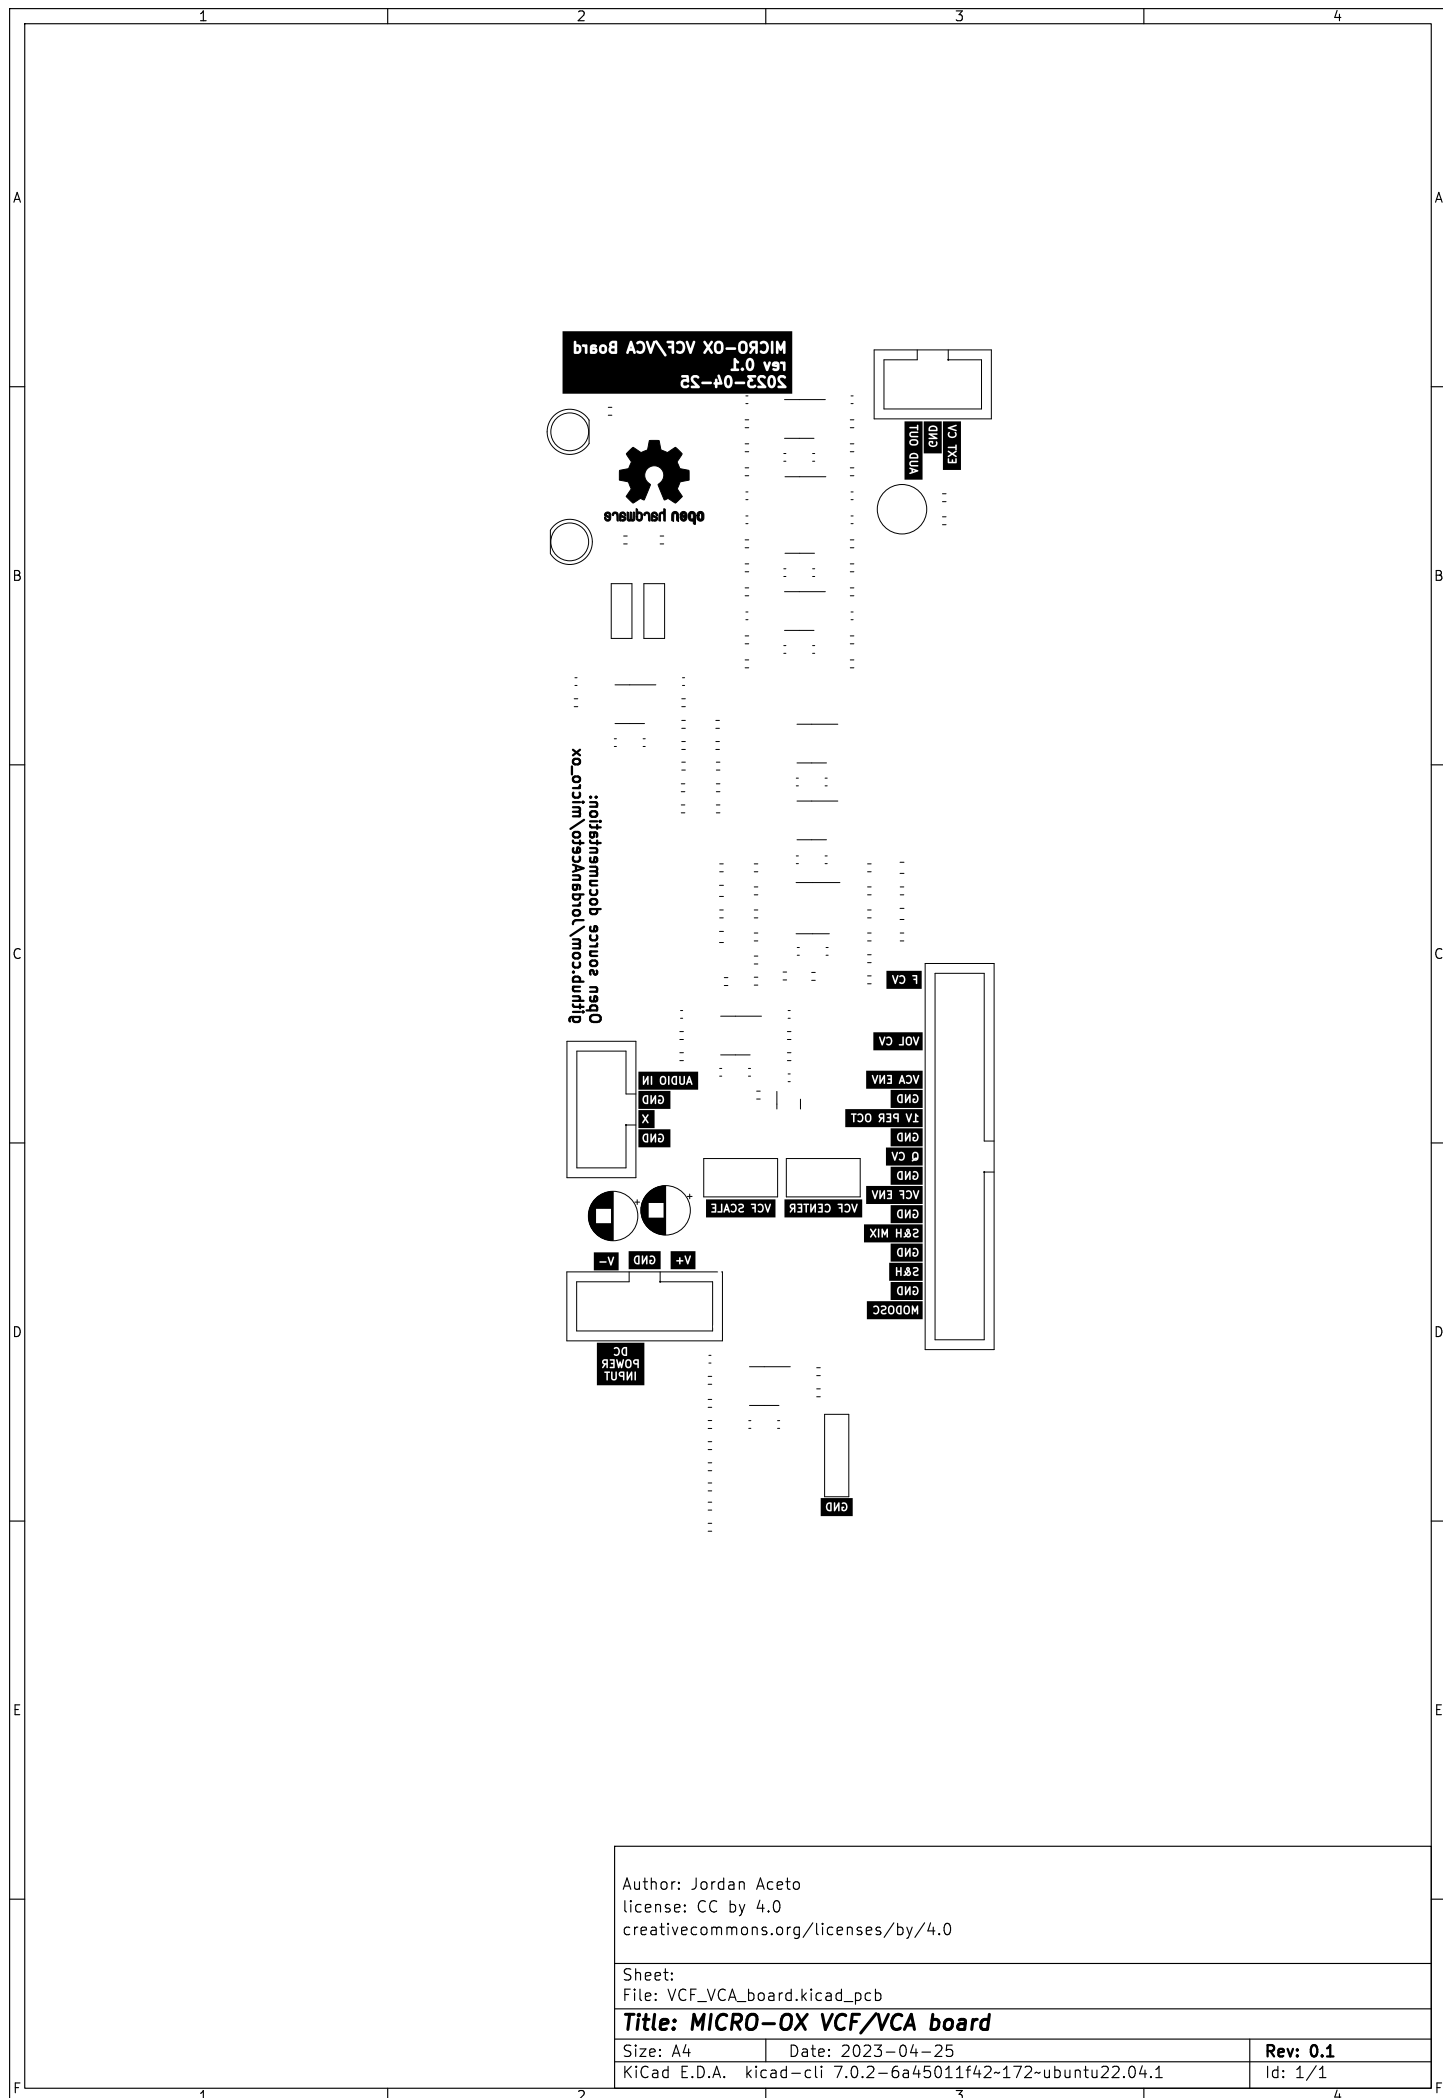 1 2 3 4
A A
MICRO-OX VCF/VCA Board
rev 0.1
2023-04-25
AUD OUT
GND
EXT CV
open hardware
B B
Open source documentation:
github.com/JordanAceto/micro_ox
C C
F CV
VOL CV
AUDIO IN
GND
X
GND
VCA ENV
GND
1V PER OCT
GND
Q CV
GND
VCF ENV
GND
S&H MIX
GND
S&H
GND
MODOSC
VCF SCALE
VCF CENTER
+ +
V- GND V+
D D
DC
POWER
INPUT
GND
E E
Author: Jordan Aceto
license: CC by 4.0
creativecommons.org/licenses/by/4.0
Sheet:
File: VCF_VCA_board.kicad_pcb
Title: MICRO-OX VCF/VCA board
Size: A4 Date: 2023-04-25 Rev: 0.1
KiCad E.D.A. kicad-cli 7.0.2-6a45011f42~172~ubuntu22.04.1 Id: 1/1
F F
1 2 3 4